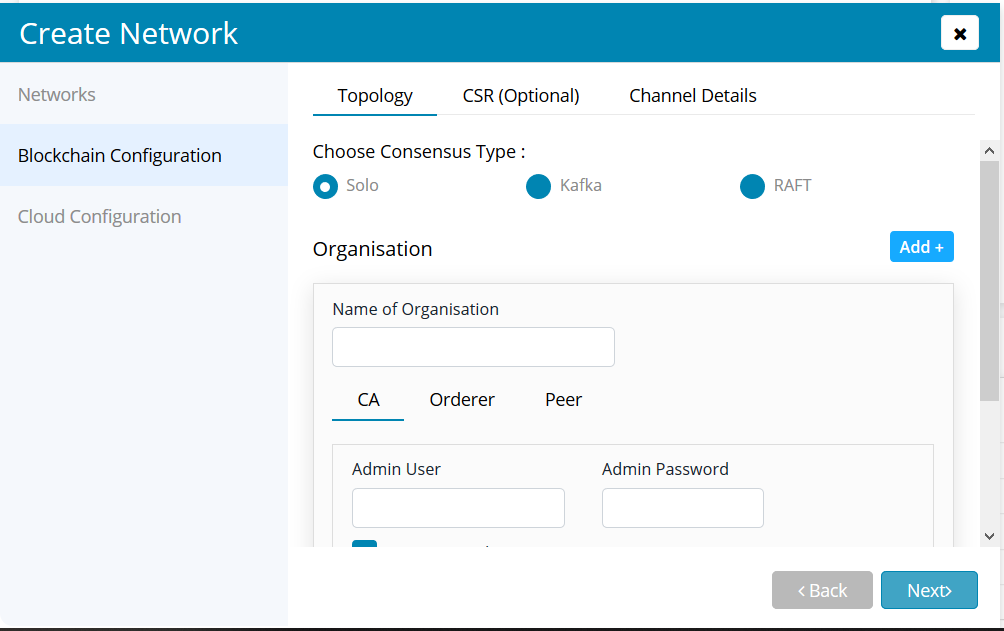 Create Network
Networks
Blockchain Configuration
Cloud Configuration
Topology CSR (Optional) Channel Details
Choose Consensus Type :
Solo Kafka RAFT
Organisation
Add +
Name of Organisation
CA Orderer Peer
Admin User Admin Password
Back Next